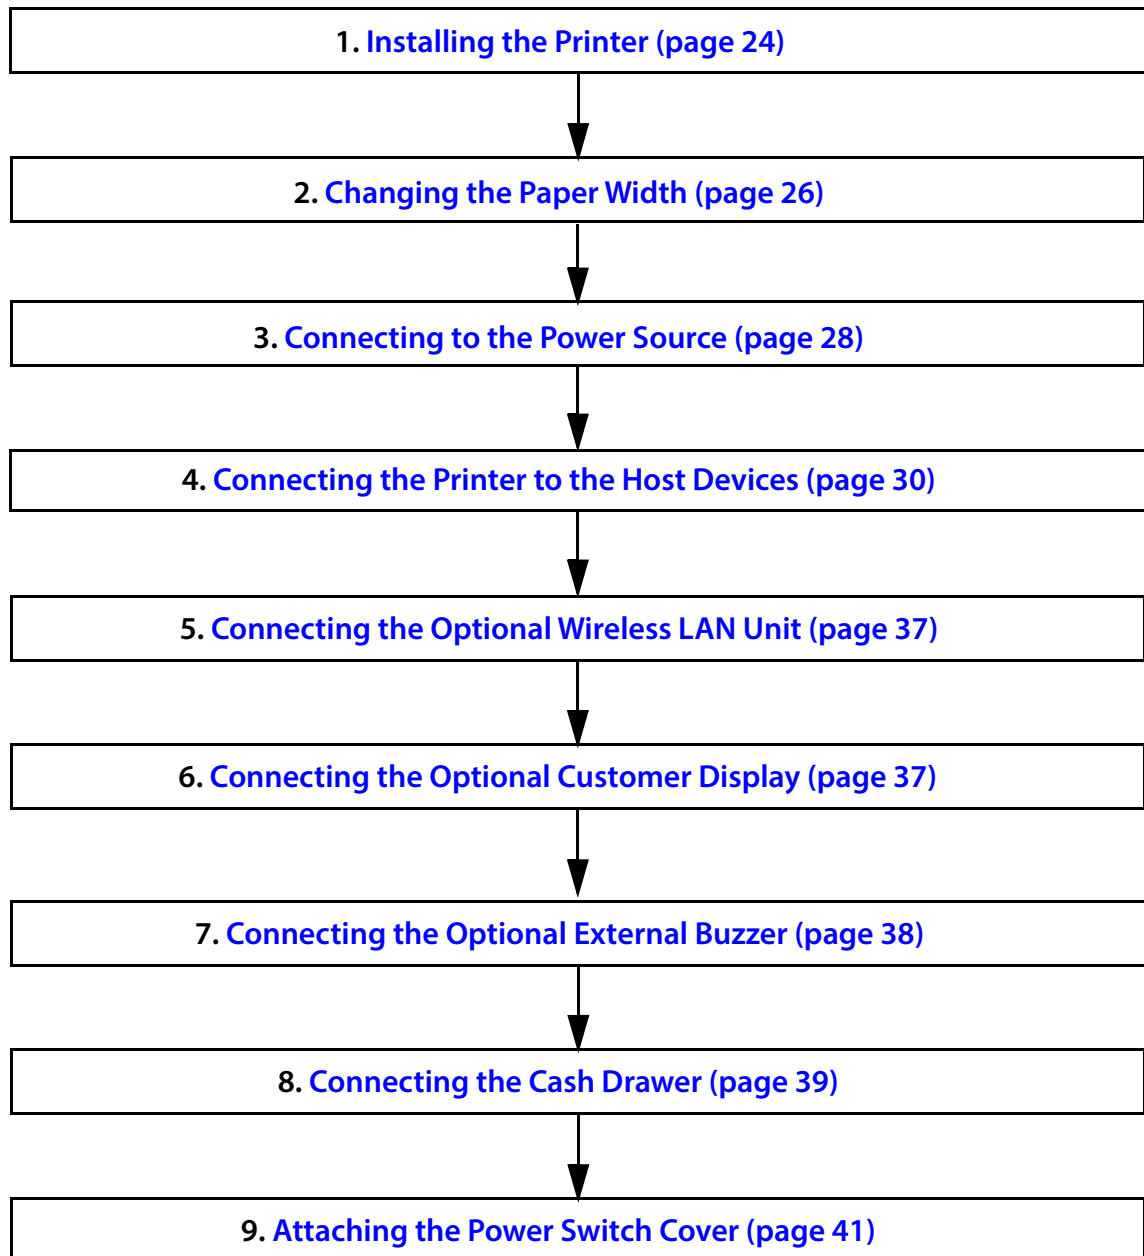 1. Installing the Printer (page 24)
2. Changing the Paper Width (page 26)
3. Connecting to the Power Source (page 28)
4. Connecting the Printer to the Host Devices (page 30)
5. Connecting the Optional Wireless LAN Unit (page 37)
6. Connecting the Optional Customer Display (page 37)
7. Connecting the Optional External Buzzer (page 38)
8. Connecting the Cash Drawer (page 39)
9. Attaching the Power Switch Cover (page 41)